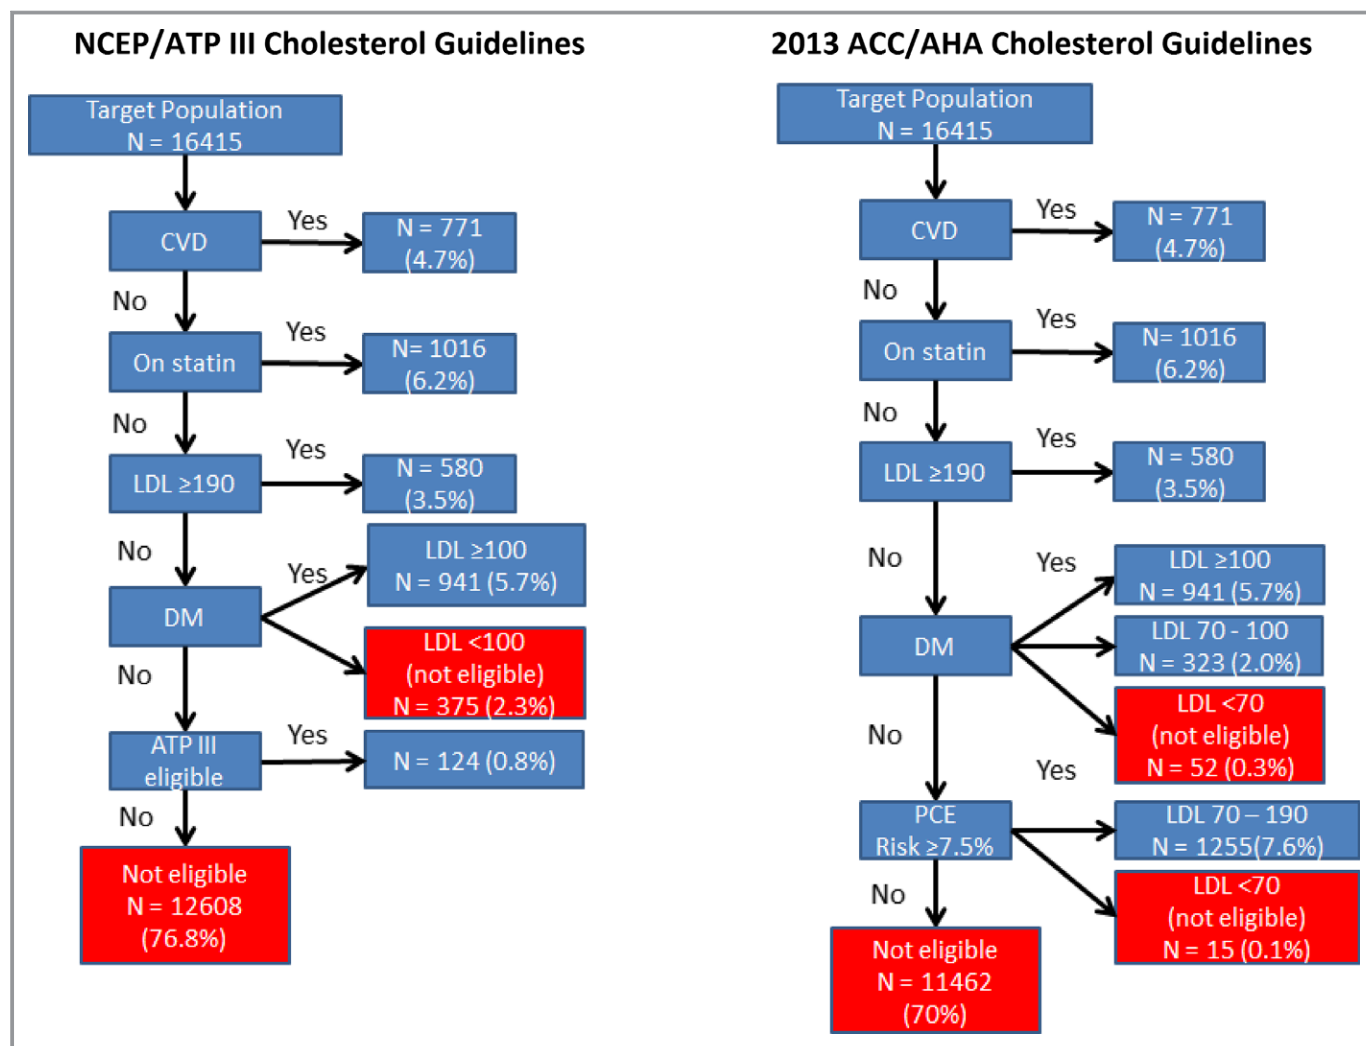 NCEP/ATP III Cholesterol Guidelines
Target Population
N = 16415
CVD
Yes
N = 771
(4.7%)
No
On statin
Yes
N= 1016
(6.2%)
No
LDL ≥190
Yes
N = 580
(3.5%)
No
DM
Yes
LDL ≥100
N = 941 (5.7%)
LDL <100
(not eligible)
N = 375 (2.3%)
No
ATP III
eligible
Yes
N = 124 (0.8%)
No
Not eligible
N = 12608
(76.8%)
2013 ACC/AHA Cholesterol Guidelines
Target Population
N = 16415
CVD
Yes
N = 771
(4.7%)
No
On statin
Yes
N= 1016
(6.2%)
No
LDL ≥190
Yes
N = 580
(3.5%)
No
DM
Yes
LDL ≥100
N = 941 (5.7%)
LDL 70 - 100
N = 323 (2.0%)
LDL <70
(not eligible)
N = 52 (0.3%)
No
PCE
Risk ≥7.5%
Yes
LDL 70 – 190
N = 1255(7.6%)
LDL <70
(not eligible)
N = 15 (0.1%)
No
Not eligible
N = 11462
(70%)